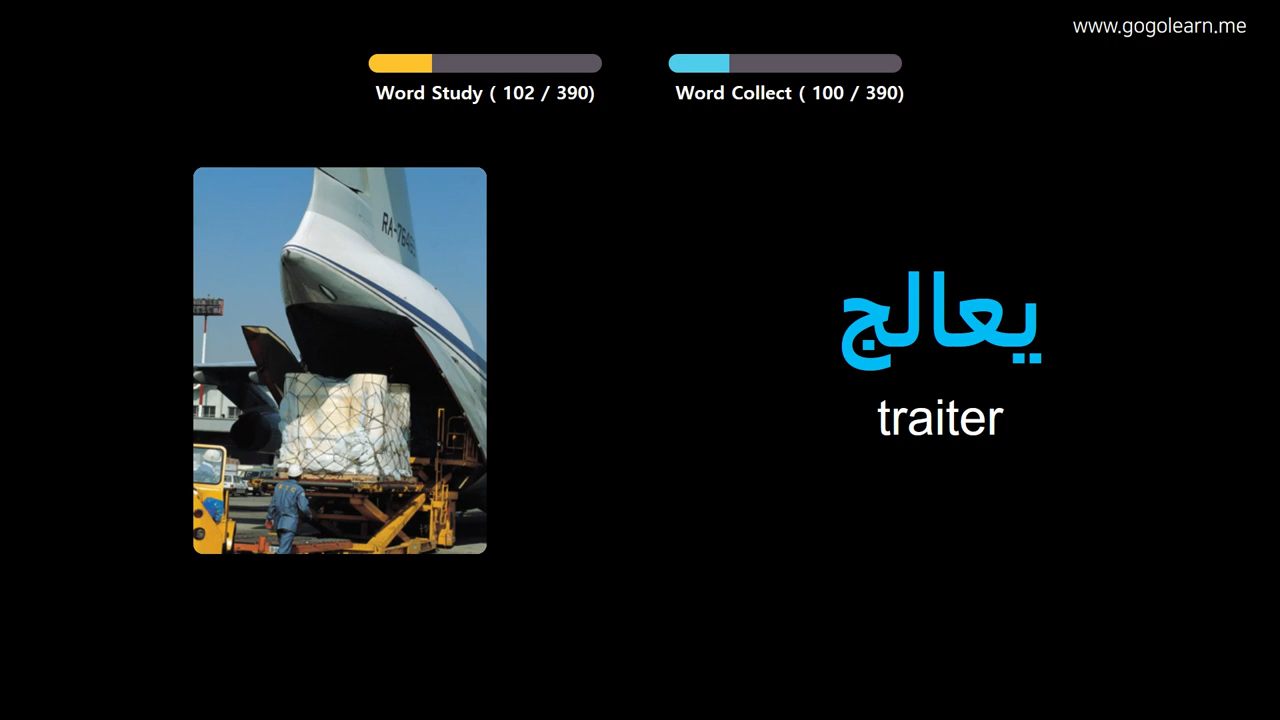 www.gogolearn.me
Word Study ( 102 / 390)
Word Collect ( 100 / 390)
يعالج
traiter